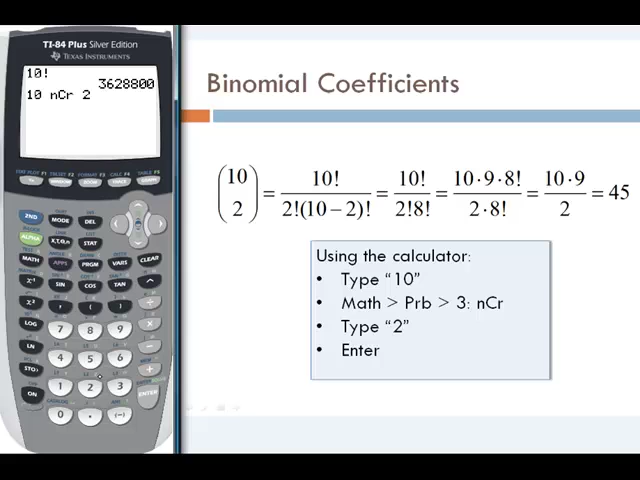 TI-84 Plus Silver Edition
TEXAS INSTRUMENTS
10!
3628800
10 nCr 2
Binomial Coefficients
(10 2) = 10!/2!(10 − 2)! = 10!/2!8! = 10·9·8!/2·8! = 10·9/2 = 45
Using the calculator:
• Type “10”
• Math > Prb > 3: nCr
• Type “2”
• Enter
2ND MODE DEL
ALPHA X,T,Θ,n STAT
MATH APPS PRGM VARS CLEAR
x⁻¹ SIN COS TAN ^
x² , ( ) ÷
LOG 7 8 9 ×
LN 4 5 6 −
STO 1 2 3 +
ON 0 . (−) ENTER